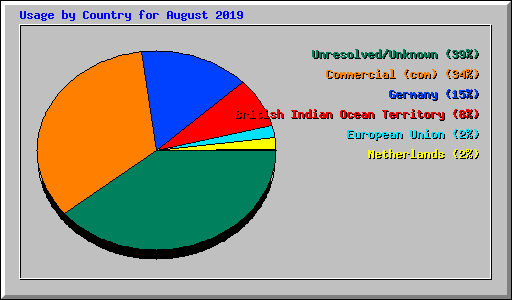 Usage by Country for August 2019
Unresolved/Unknown (39%)
Commercial (com) (34%)
Germany (15%)
British Indian Ocean Territory (8%)
European Union (2%)
Netherlands (2%)